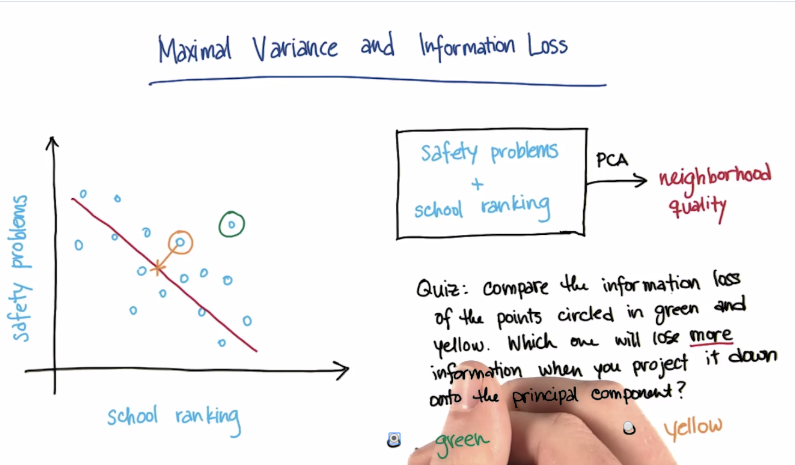 Maximal Variance and Information Loss
safety problems
school ranking
safety problems
+
school ranking
PCA
neighborhood
quality
Quiz: compare the information loss
of the points circled in green and
yellow. Which one will lose more
information when you project it down
onto the principal component?
green
yellow